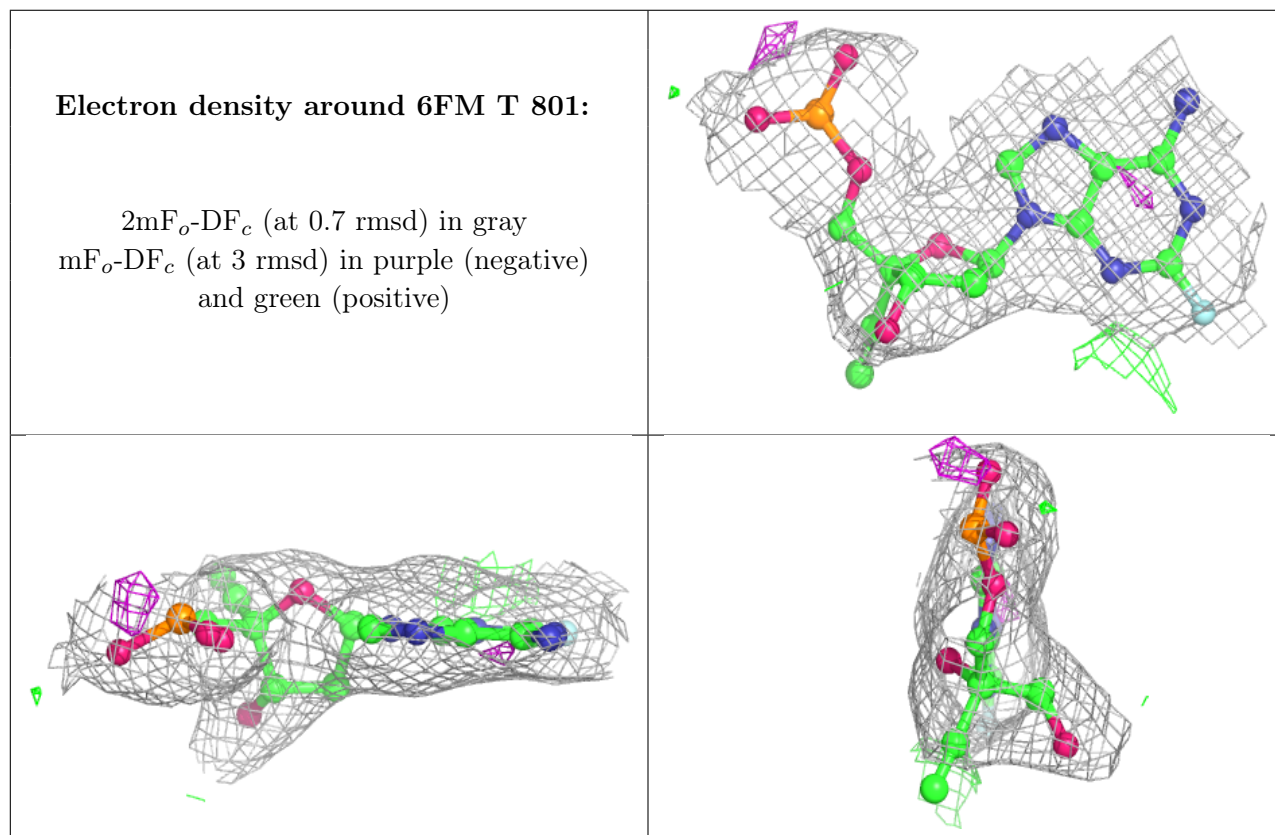 Electron density around 6FM T 801:
2mFo-DFc (at 0.7 rmsd) in gray
mFo-DFc (at 3 rmsd) in purple (negative)
and green (positive)